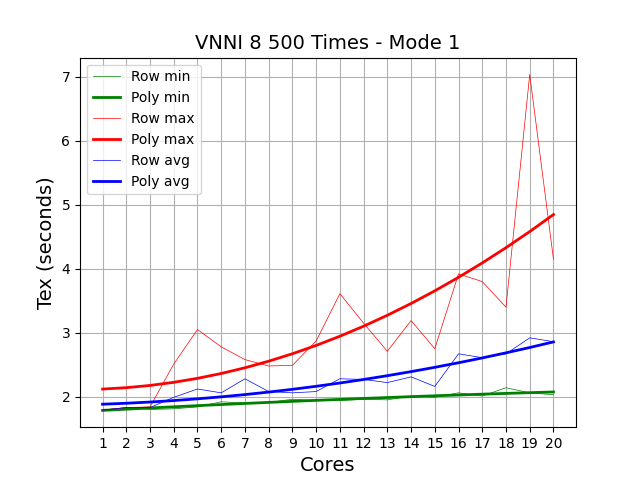 VNNI 8 500 Times - Mode 1
Row min
Poly min
Row max
Poly max
Row avg
Poly avg
7
6
5
4
3
2
Tex (seconds)
1 2 3 4 5 6 7 8 9 10 11 12 13 14 15 16 17 18 19 20
Cores